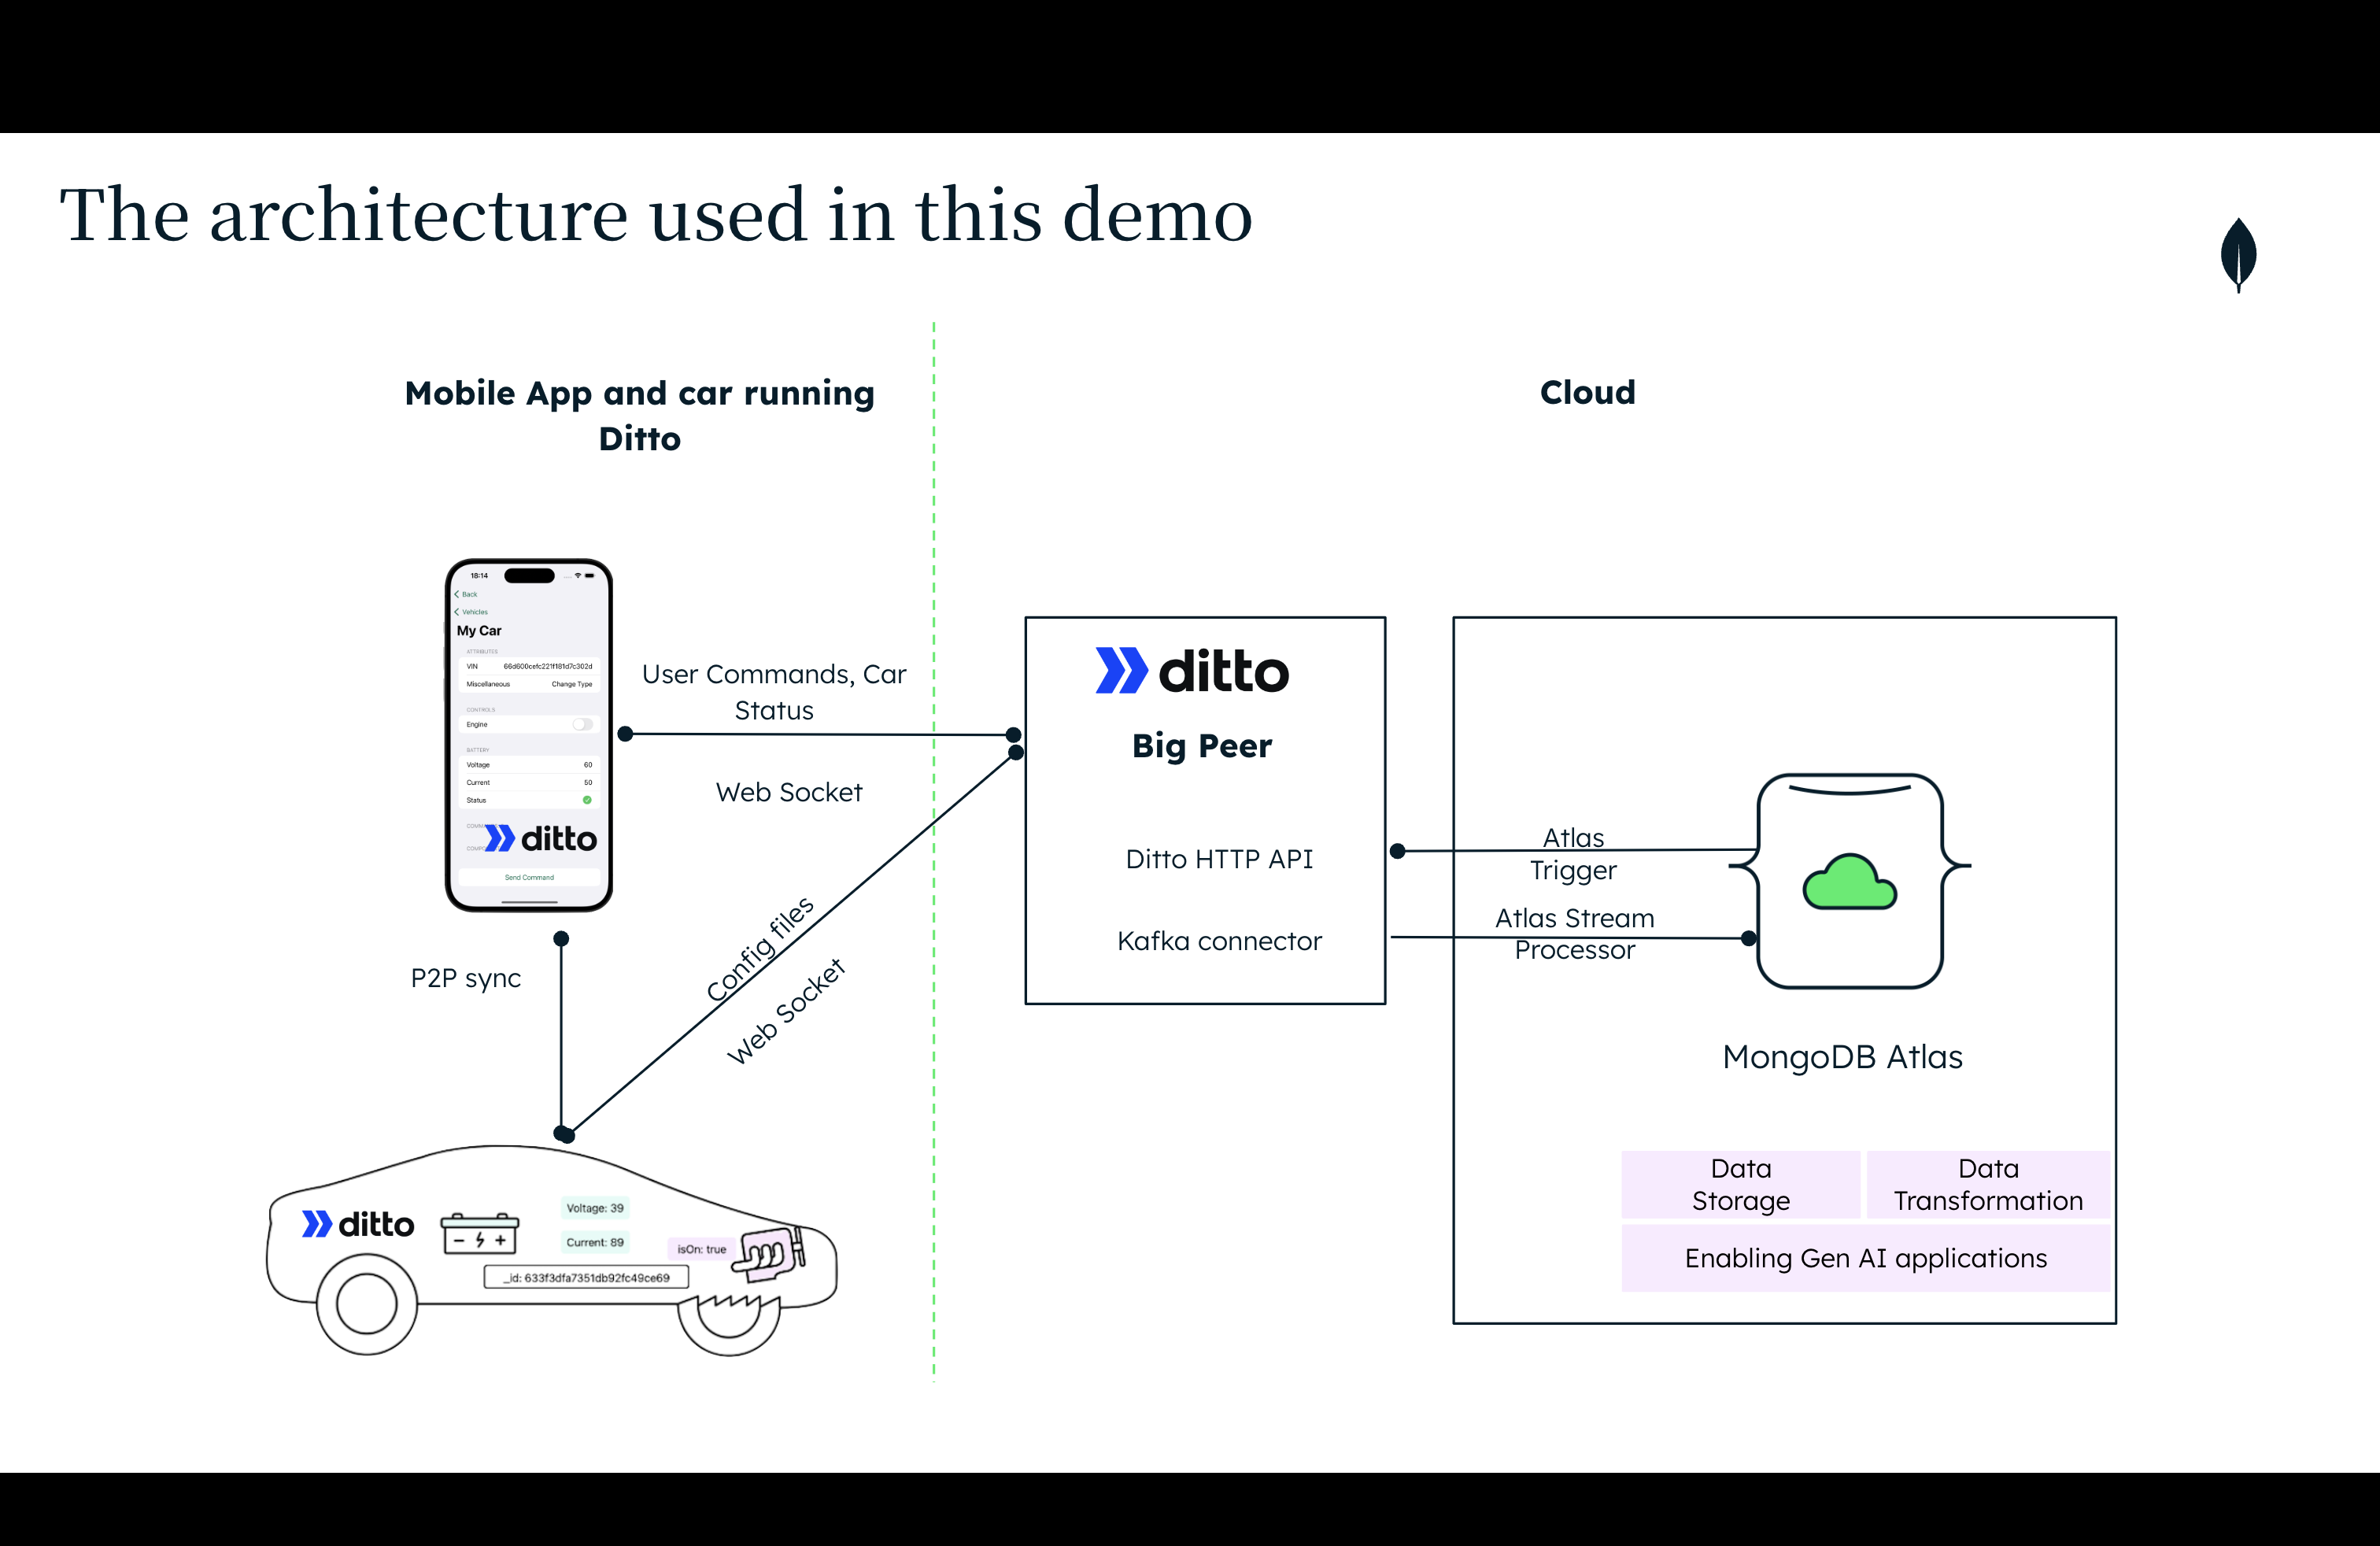 The architecture used in this demo
Mobile App and car running
Ditto
Cloud
18:14
Back
Vehicles
My Car
ATTRIBUTES
VIN 66d600cefc221f181d7c302d
Miscellaneous Change Type
CONTROLS
Engine
BATTERY
Voltage 60
Current 50
Status
ditto
Send Command
User Commands, Car
Status
Web Socket
Config files
Web Socket
P2P sync
ditto
Voltage: 39
Current: 89
isOn: true
_id: 633f3dfa7351db92fc49ce69
ditto
Big Peer
Ditto HTTP API
Kafka connector
Atlas
Trigger
Atlas Stream
Processor
MongoDB Atlas
Data
Storage
Data
Transformation
Enabling Gen AI applications